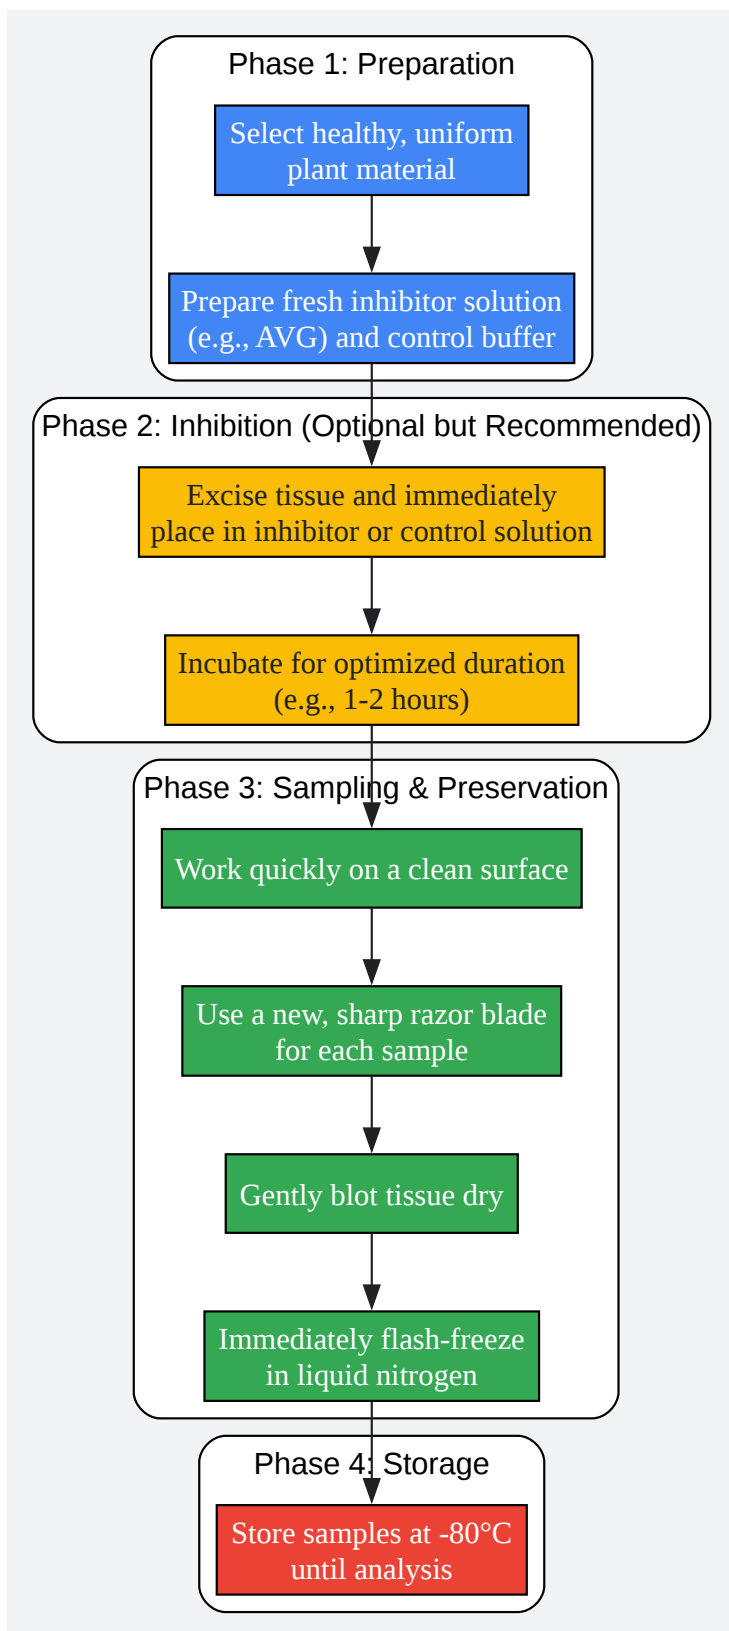 Phase 1: Preparation
Select healthy, uniform
plant material
Prepare fresh inhibitor solution
(e.g., AVG) and control buffer
Phase 2: Inhibition (Optional but Recommended)
Excise tissue and immediately
place in inhibitor or control solution
Incubate for optimized duration
(e.g., 1-2 hours)
Phase 3: Sampling & Preservation
Work quickly on a clean surface
Use a new, sharp razor blade
for each sample
Gently blot tissue dry
Immediately flash-freeze
in liquid nitrogen
Phase 4: Storage
Store samples at -80°C
until analysis